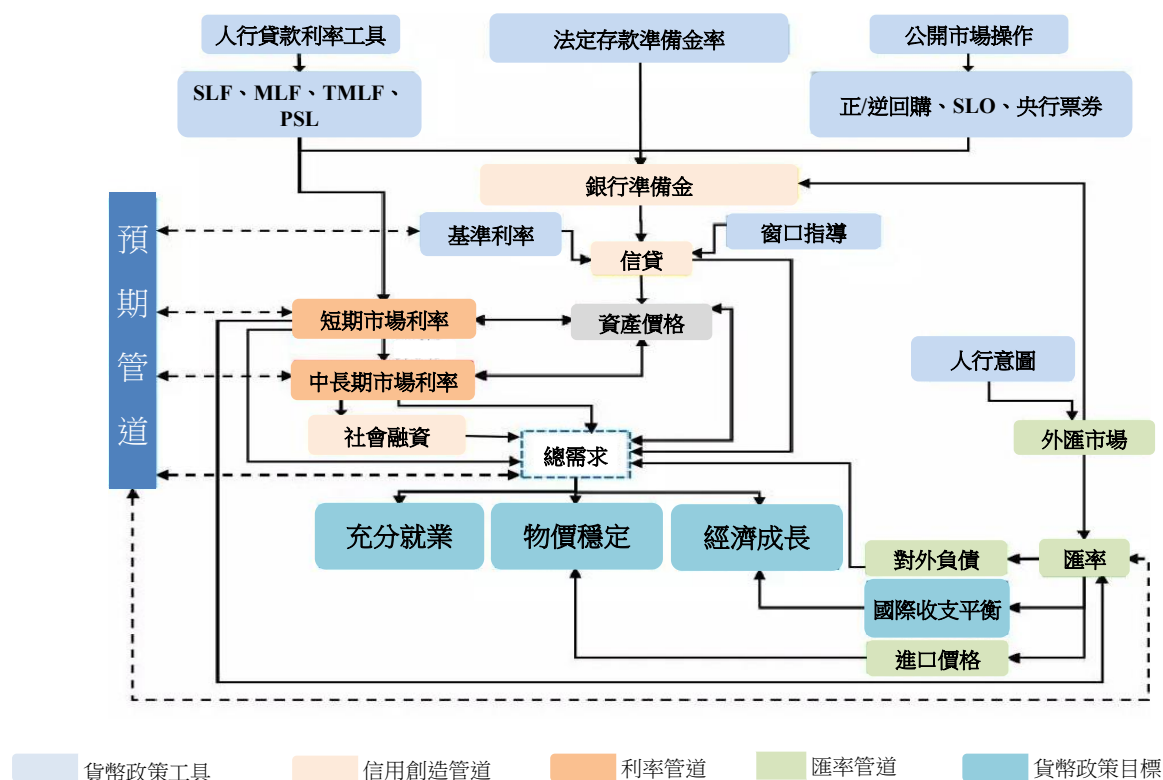 人行貸款利率工具
法定存款準備金率
公開市場操作
SLF、MLF、TMLF、
PSL
正/逆回購、SLO、央行票券
銀行準備金
預期管道
基準利率
窗口指導
信貸
短期市場利率
資產價格
中長期市場利率
人行意圖
社會融資
外匯市場
總需求
充分就業
物價穩定
經濟成長
對外負債
匯率
國際收支平衡
進口價格
貨幣政策工具
信用創造管道
利率管道
匯率管道
貨幣政策目標